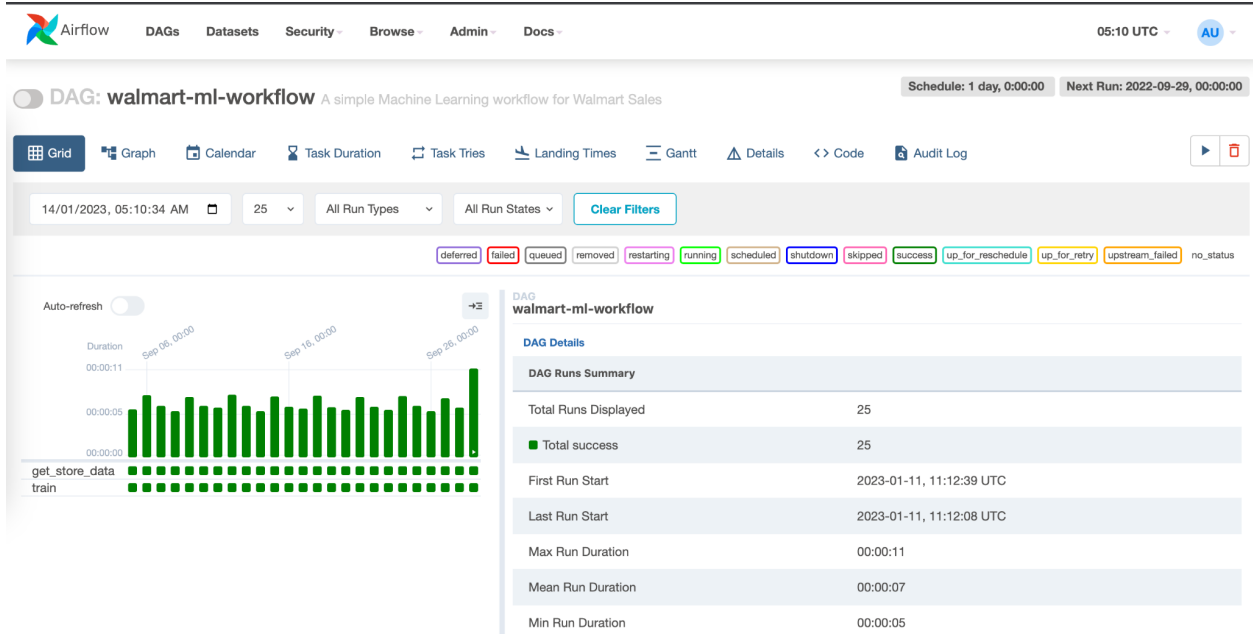 Airflow DAGs Datasets Security Browse Admin Docs 05:10 UTC AU
DAG: walmart-ml-workflow A simple Machine Learning workflow for Walmart Sales Schedule: 1 day, 0:00:00 Next Run: 2022-09-29, 00:00:00
Grid Graph Calendar Task Duration Task Tries Landing Times Gantt Details <> Code Audit Log
14/01/2023, 05:10:34 AM 25 All Run Types All Run States Clear Filters
deferred failed queued removed restarting running scheduled shutdown skipped success up_for_reschedule up_for_retry upstream_failed no_status
Auto-refresh
Duration Sep 06, 00:00 Sep 16, 00:00 Sep 26, 00:00
00:00:11
00:00:05
00:00:00
get_store_data
train
DAG
walmart-ml-workflow
DAG Details
DAG Runs Summary
Total Runs Displayed 25
Total success 25
First Run Start 2023-01-11, 11:12:39 UTC
Last Run Start 2023-01-11, 11:12:08 UTC
Max Run Duration 00:00:11
Mean Run Duration 00:00:07
Min Run Duration 00:00:05